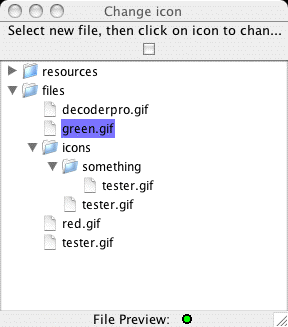 Change icon
Select new file, then click on icon to chan...
resources
files
decoderpro.gif
green.gif
icons
something
tester.gif
tester.gif
red.gif
tester.gif
File Preview: